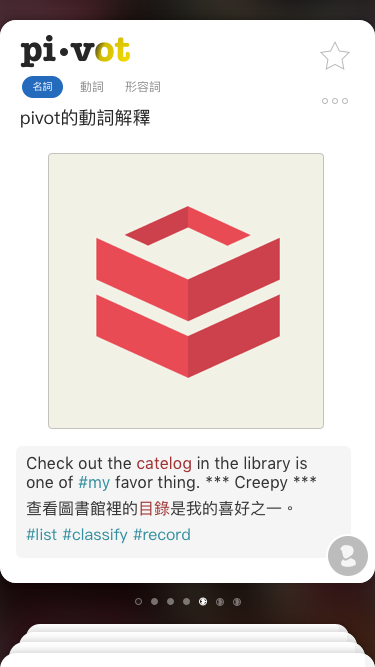 pi·vot
名詞 動詞 形容詞
pivot的動詞解釋
Check out the catelog in the library is
one of #my favor thing. *** Creepy ***
查看圖書館裡的目錄是我的喜好之一。
#list #classify #record